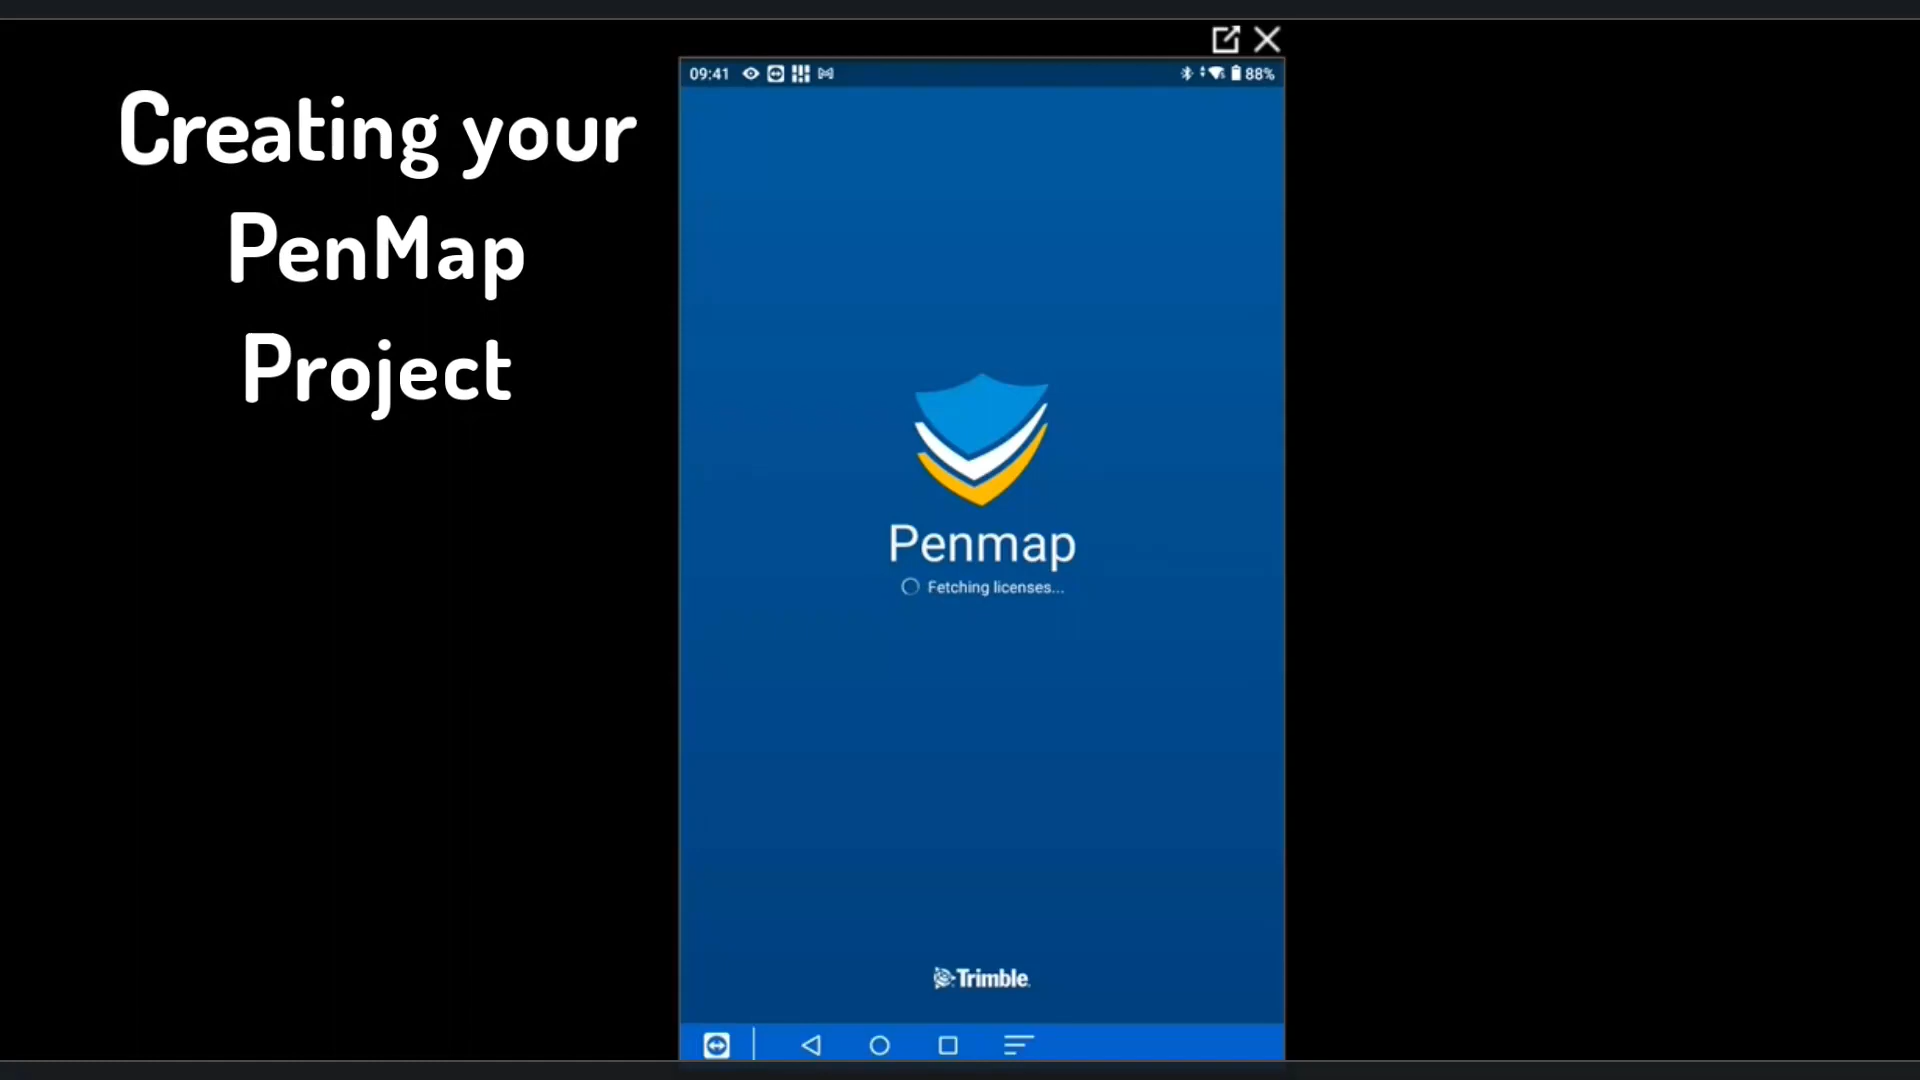 Creating your
PenMap
Project
09:41
88%
Penmap
Fetching licenses...
Trimble.